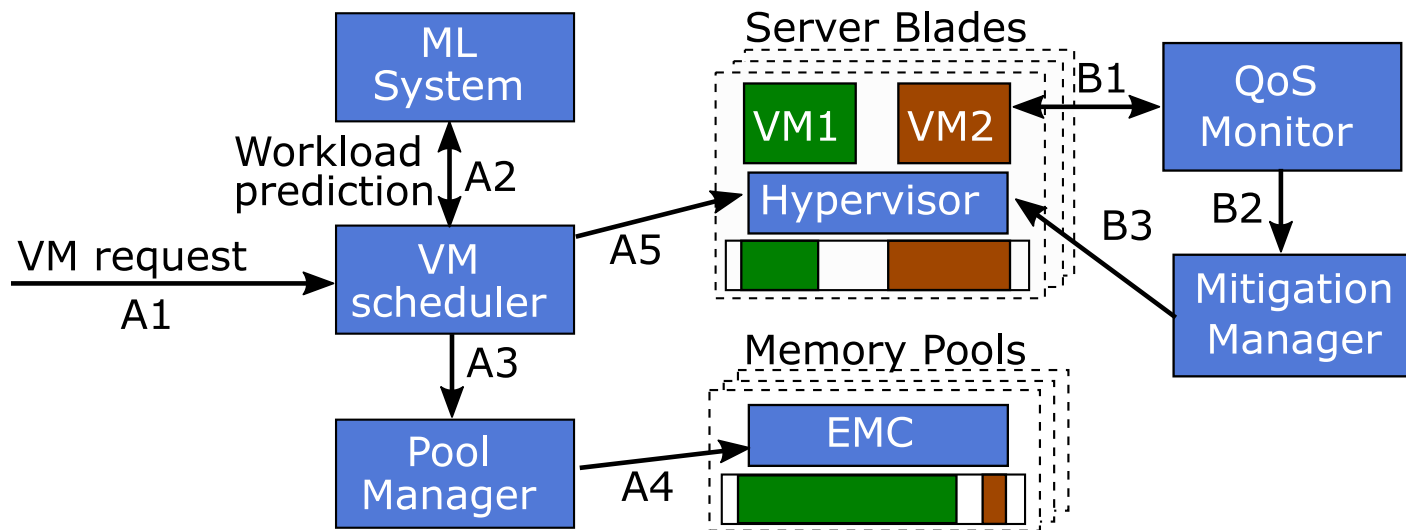 ML
System
Workload
prediction
A2
VM request
A1
VM
scheduler
A3
A5
Pool
Manager
A4
Server Blades
VM1
VM2
Hypervisor
Memory Pools
EMC
B1
QoS
Monitor
B2
B3
Mitigation
Manager